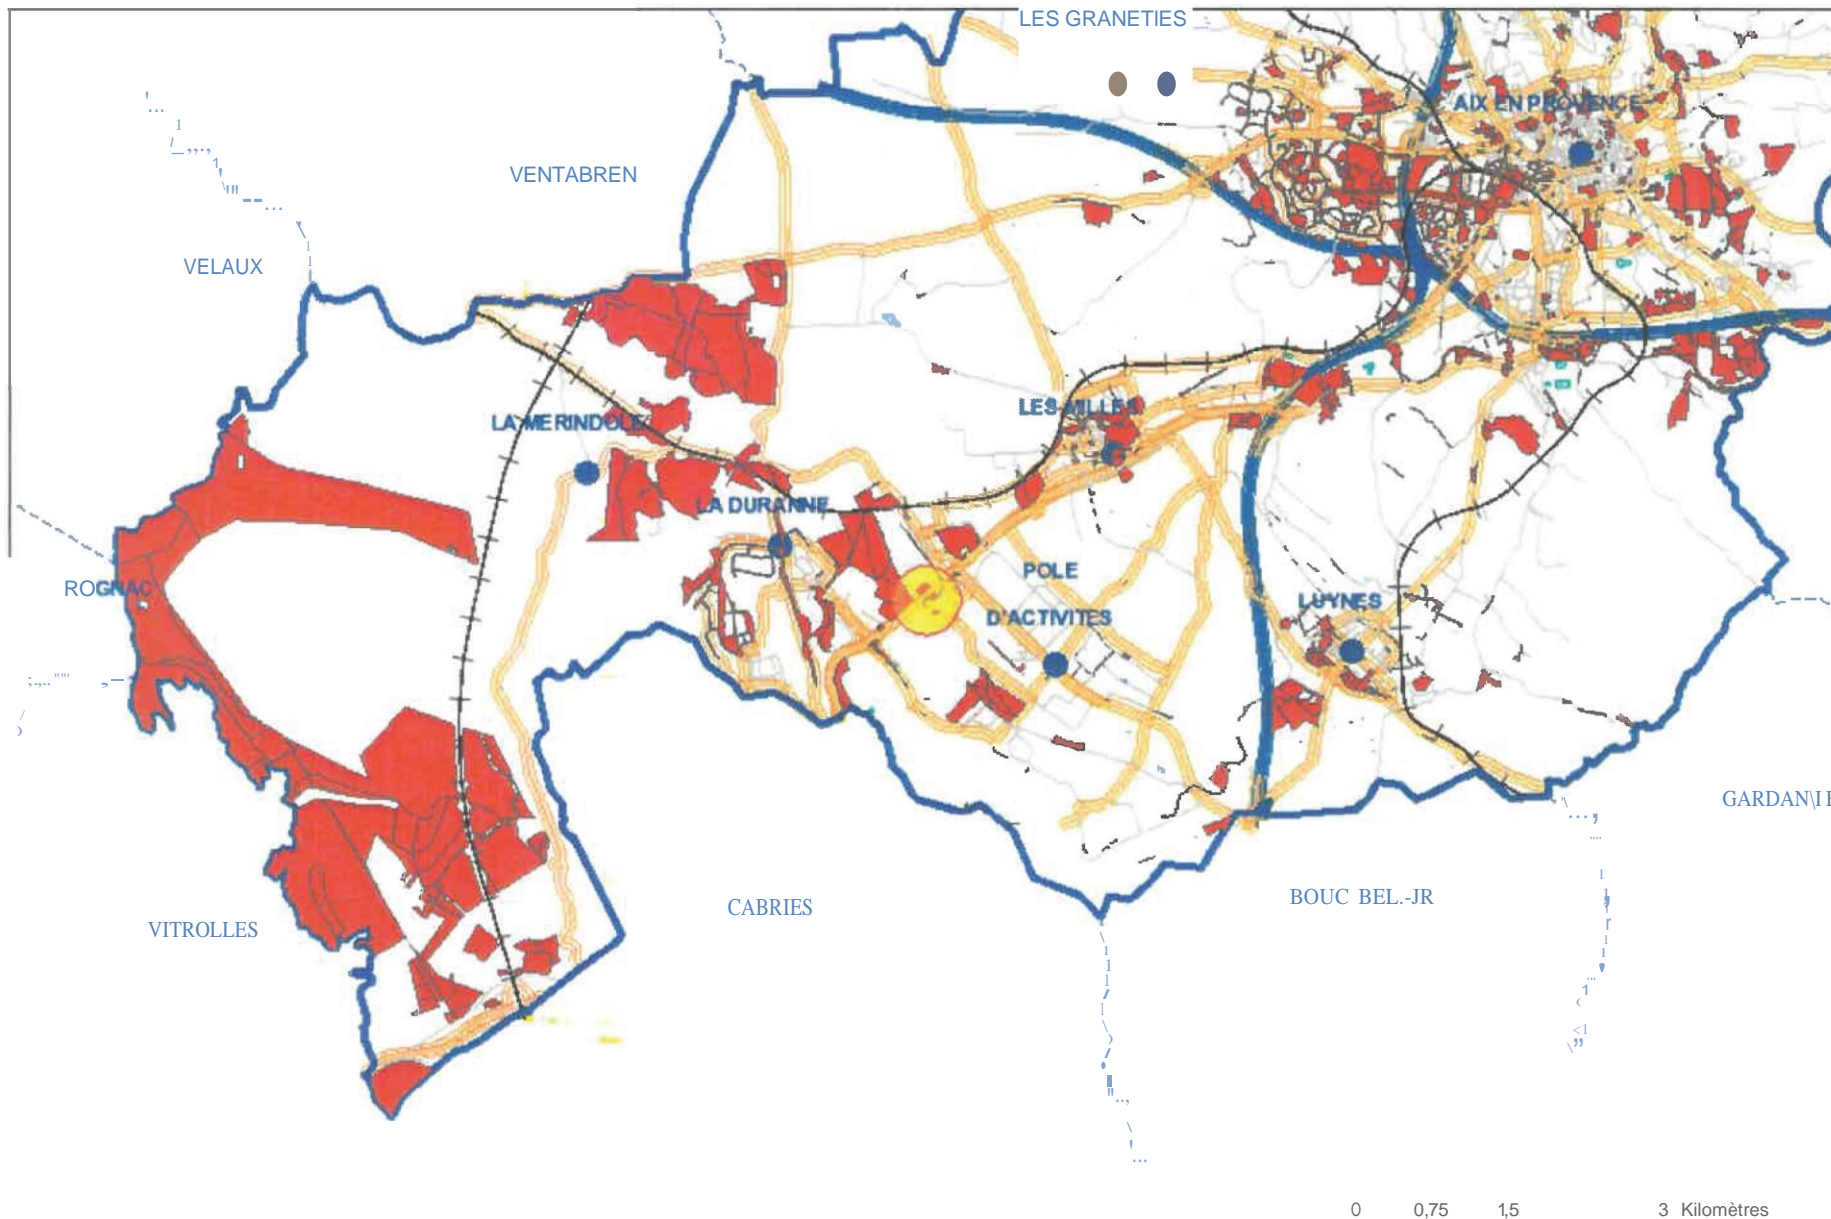 LES GRANETIES
AIX EN PROVENCE
VENTABREN
VELAUX
LES MILLES
LA MERINDOLE
LA DURANNE
POLE
D'ACTIVITES
ROGNAC
LUYNES
GARDAN\I E
BOUC BEL.-JR
CABRIES
VITROLLES
0 0,75 1,5 3 Kilomètres